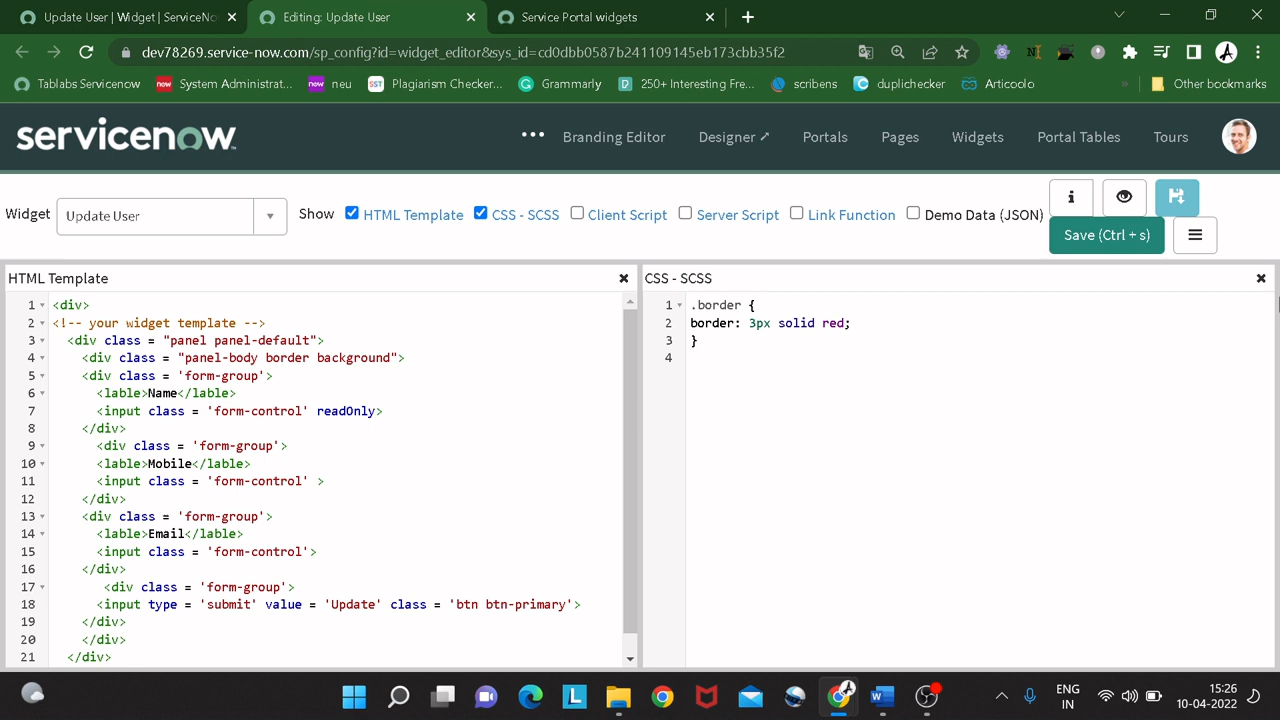 Update User | Widget | ServiceNo
Editing: Update User
Service Portal widgets
dev78269.service-now.com/sp_config?id=widget_editor&sys_id=cd0dbb0587b241109145eb173cbb35f2
Tablabs Servicenow
now System Administrat...
now neu
SST Plagiarism Checker...
G Grammarly
D 250+ Interesting Fre...
scribens
duplichecker
Articoolo
»
Other bookmarks
servicenow
Branding Editor
Designer
Portals
Pages
Widgets
Portal Tables
Tours
Widget
Update User
Show
HTML Template
CSS - SCSS
Client Script
Server Script
Link Function
Demo Data (JSON)
Save (Ctrl + s)
HTML Template
1 <div>
2 <!-- your widget template -->
3 <div class = "panel panel-default">
4 <div class = "panel-body border background">
5 <div class = 'form-group'>
6 <lable>Name</lable>
7 <input class = 'form-control' readOnly>
8 </div>
9 <div class = 'form-group'>
10 <lable>Mobile</lable>
11 <input class = 'form-control' >
12 </div>
13 <div class = 'form-group'>
14 <lable>Email</lable>
15 <input class = 'form-control'>
16 </div>
17 <div class = 'form-group'>
18 <input type = 'submit' value = 'Update' class = 'btn btn-primary'>
19 </div>
20 </div>
21 </div>
CSS - SCSS
1 .border {
2 border: 3px solid red;
3 }
4
ENG
IN
15:26
10-04-2022